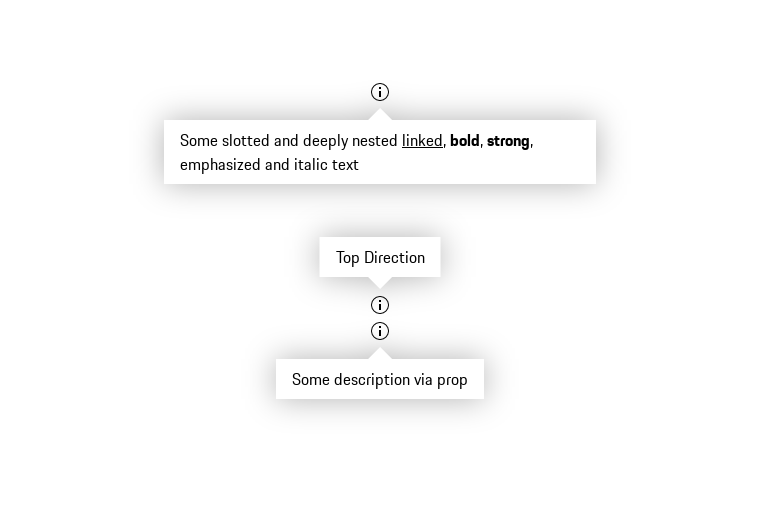 Some slotted and deeply nested linked, bold, strong,
emphasized and italic text
Top Direction
Some description via prop